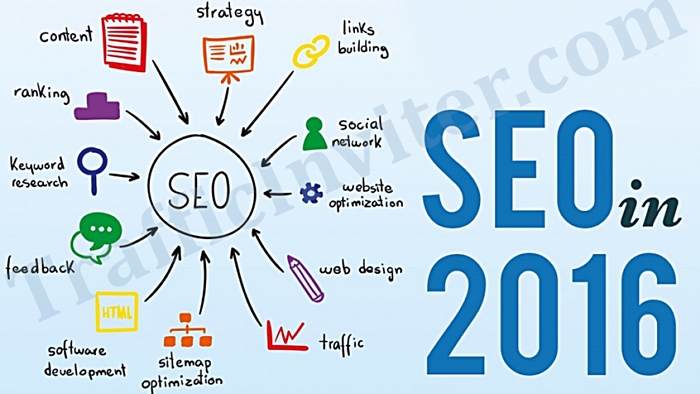 strategy
content
links
building
ranking
social
network
Keyword
research
SEO
website
optimization
feedback
web design
HTML
software
development
sitemap
optimization
traffic
SEO in
2016
TrafficInviter.com